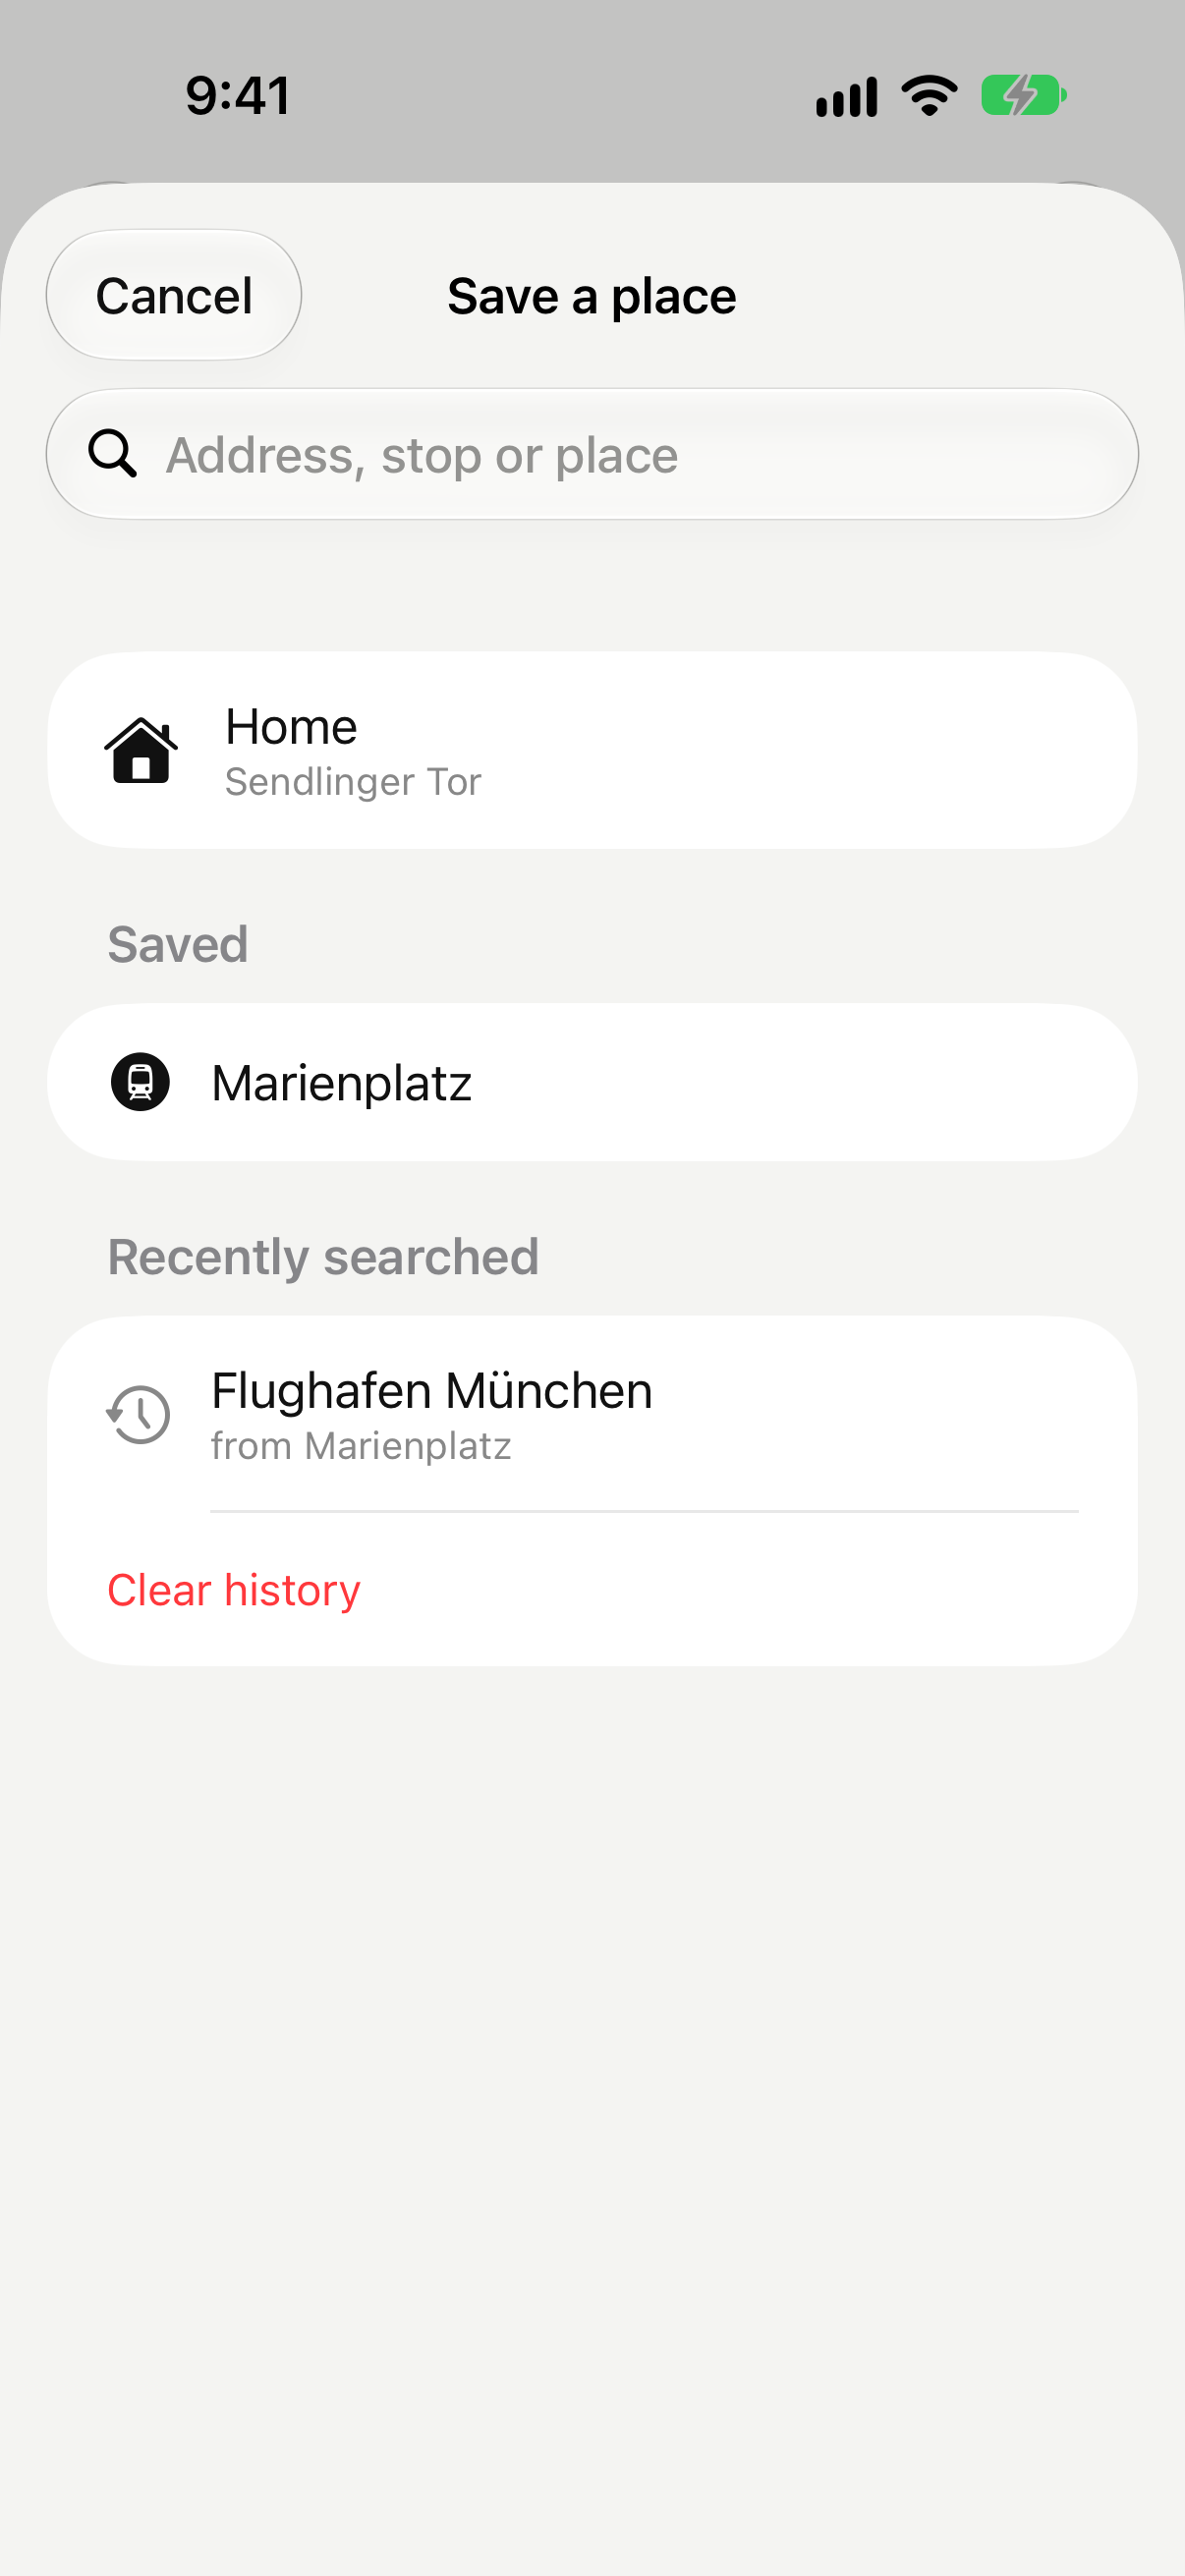 9:41
Cancel
Save a place
Address, stop or place
Home
Sendlinger Tor
Saved
Marienplatz
Recently searched
Flughafen München
from Marienplatz
Clear history